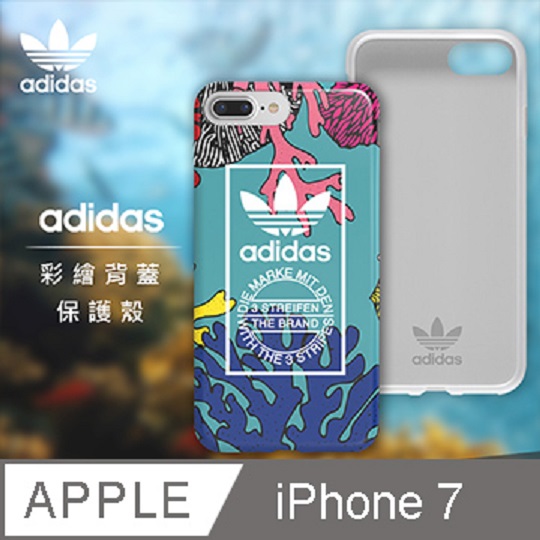 adidas
adidas
彩繪背蓋
保護殼
adidas
DIE MARKE MIT DEN
3 STREIFEN
THE BRAND
WITH THE 3 STRIPES
adidas
APPLE
iPhone 7